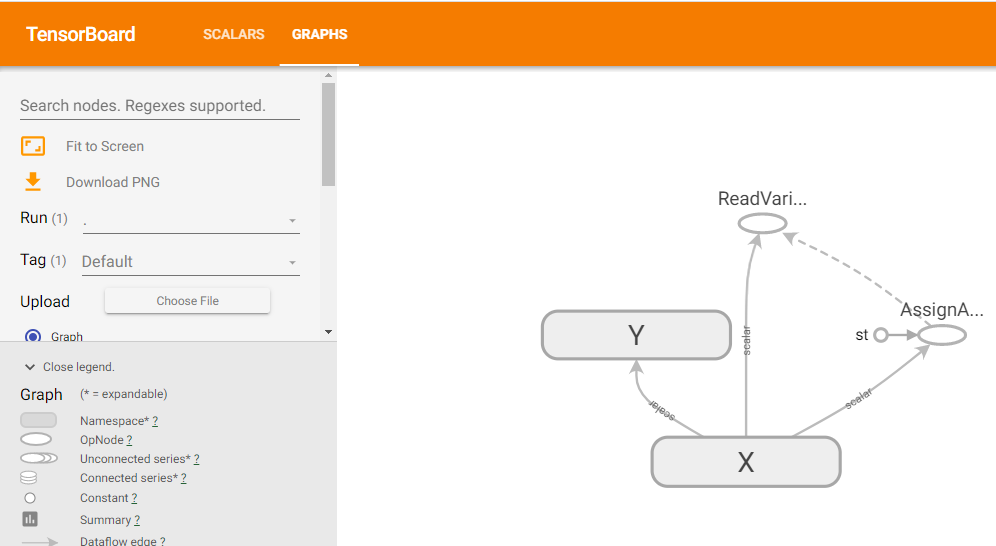 TensorBoard SCALARS GRAPHS
Search nodes. Regexes supported.
Fit to Screen
Download PNG
Run (1) .
Tag (1) Default
Upload Choose File
Graph
Close legend.
Graph (* = expandable)
Namespace* ?
OpNode ?
Unconnected series* ?
Connected series* ?
Constant ?
Summary ?
Dataflow edge ?
ReadVari...
AssignA...
st
Y
scalar
scalar
scalar
X